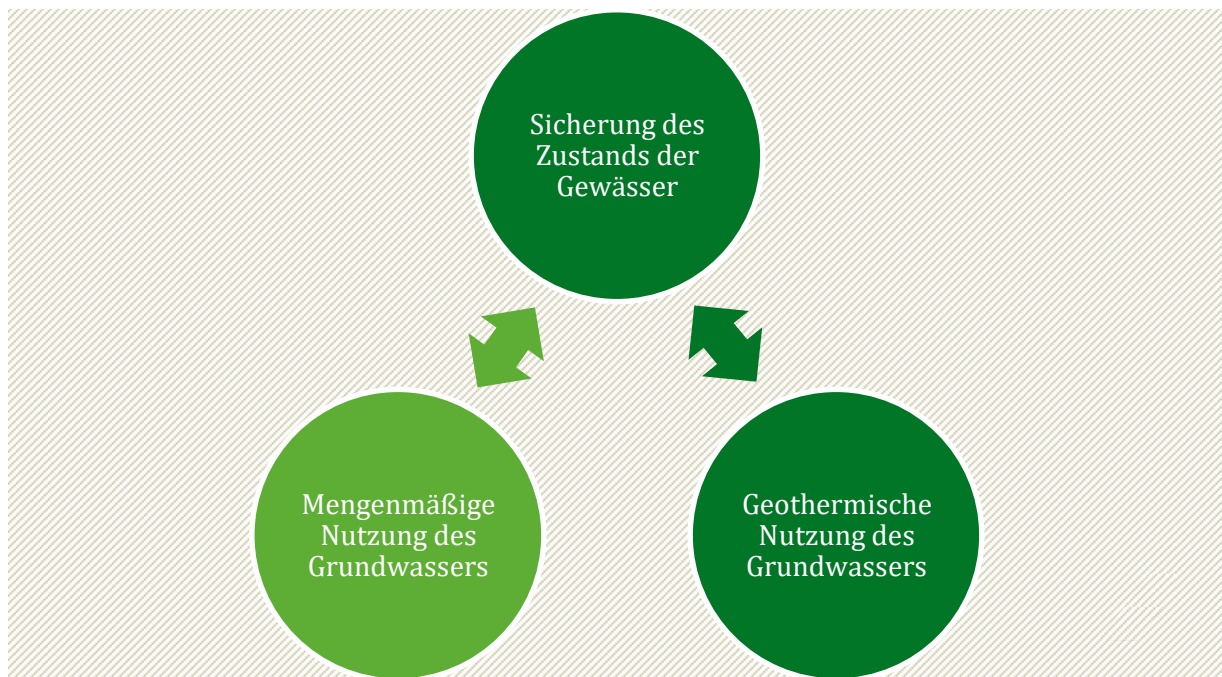 Sicherung des
Zustands der
Gewässer
Mengenmäßige
Nutzung des
Grundwassers
Geothermische
Nutzung des
Grundwassers